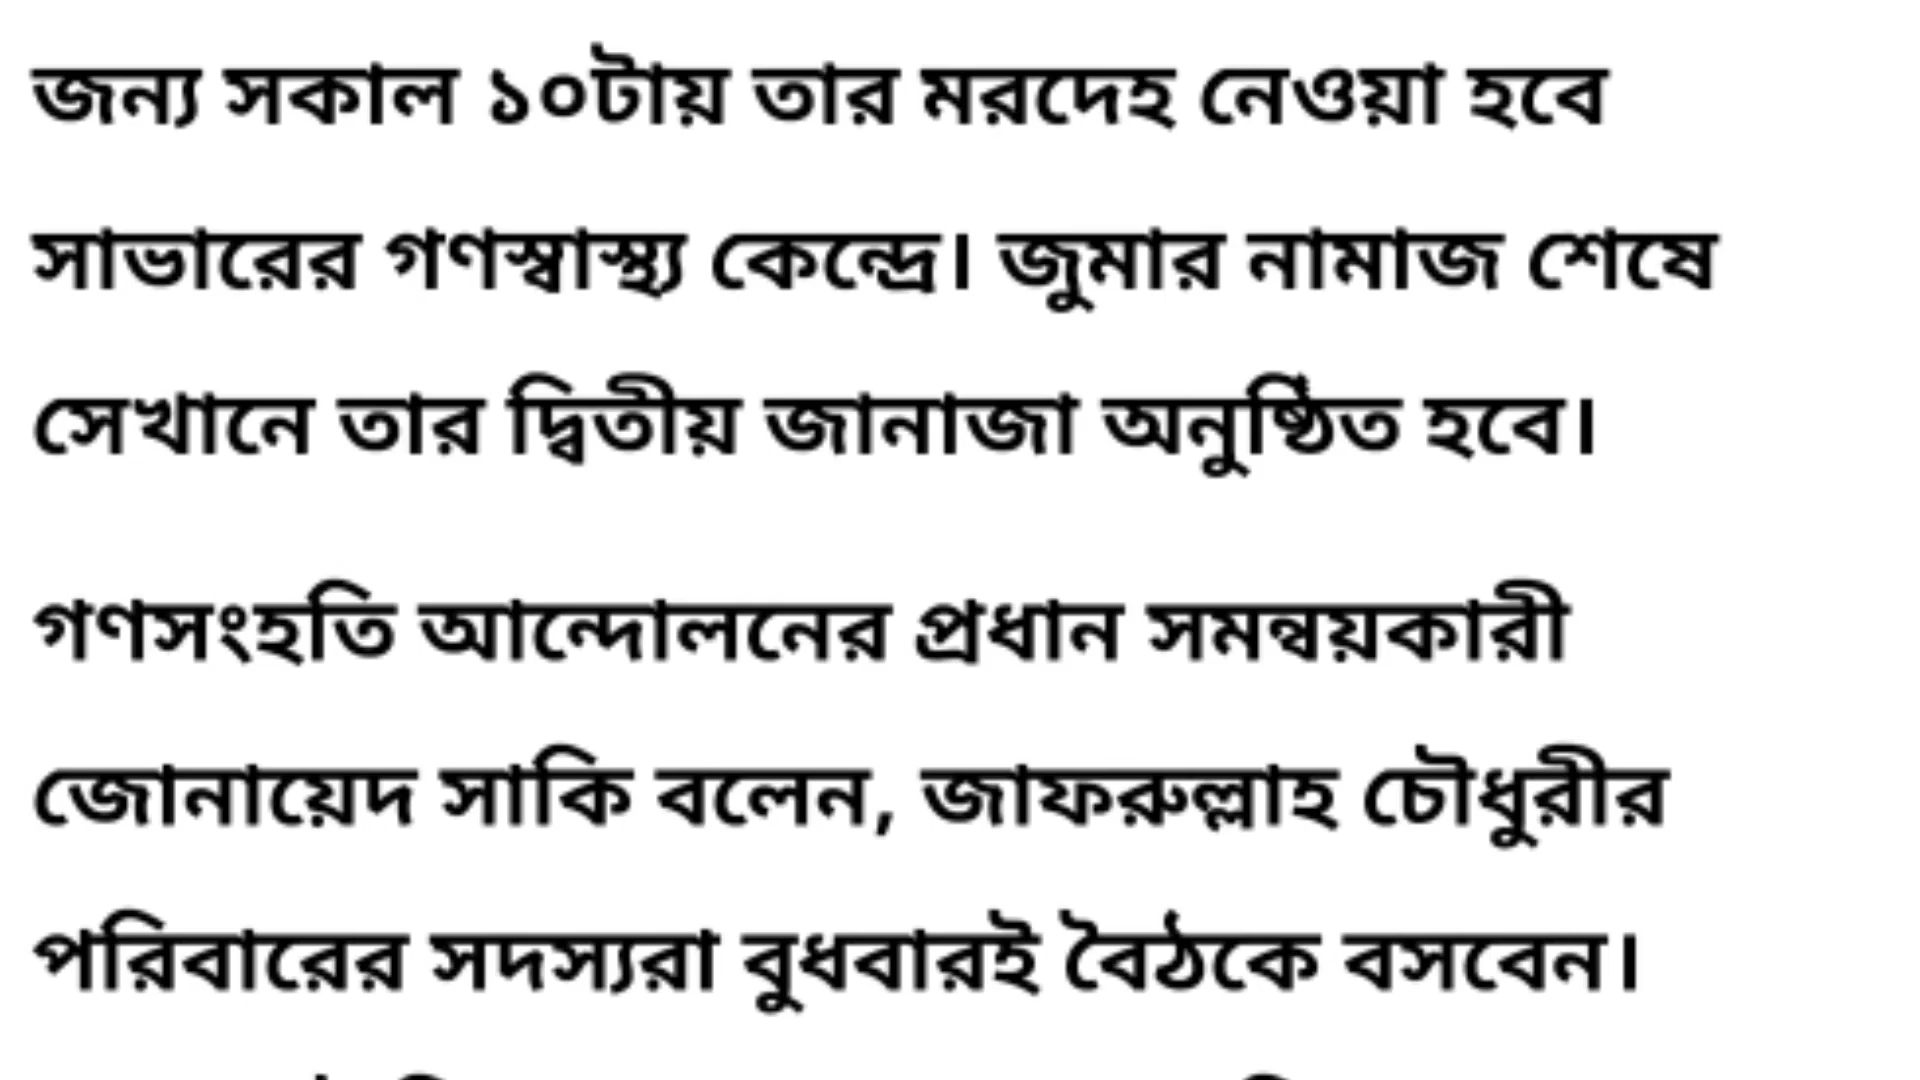 জন্য সকাল ১০টায় তার মরদেহ নেওয়া হবে
সাভারের গণস্বাস্থ্য কেন্দ্রে। জুমার নামাজ শেষে
সেখানে তার দ্বিতীয় জানাজা অনুষ্ঠিত হবে।
গণসংহতি আন্দোলনের প্রধান সমন্বয়কারী
জোনায়েদ সাকি বলেন, জাফরুল্লাহ চৌধুরীর
পরিবারের সদস্যরা বুধবারই বৈঠকে বসবেন।